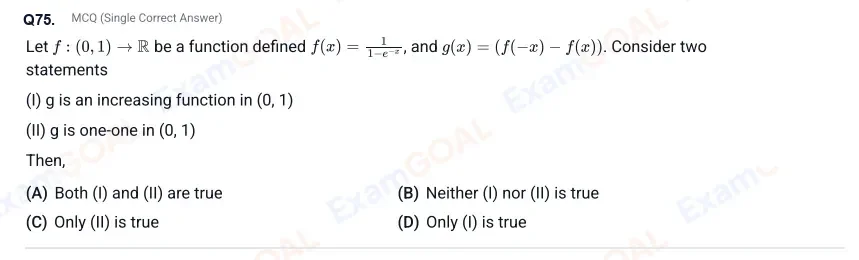 Q75. MCQ (Single Correct Answer)
Let f : (0, 1) → ℝ be a function defined f(x) = 1/(1−e^{−x}), and g(x) = (f(−x) − f(x)). Consider two
statements
(I) g is an increasing function in (0, 1)
(II) g is one-one in (0, 1)
Then,
(A) Both (I) and (II) are true (B) Neither (I) nor (II) is true
(C) Only (II) is true (D) Only (I) is true
ExamGOAL